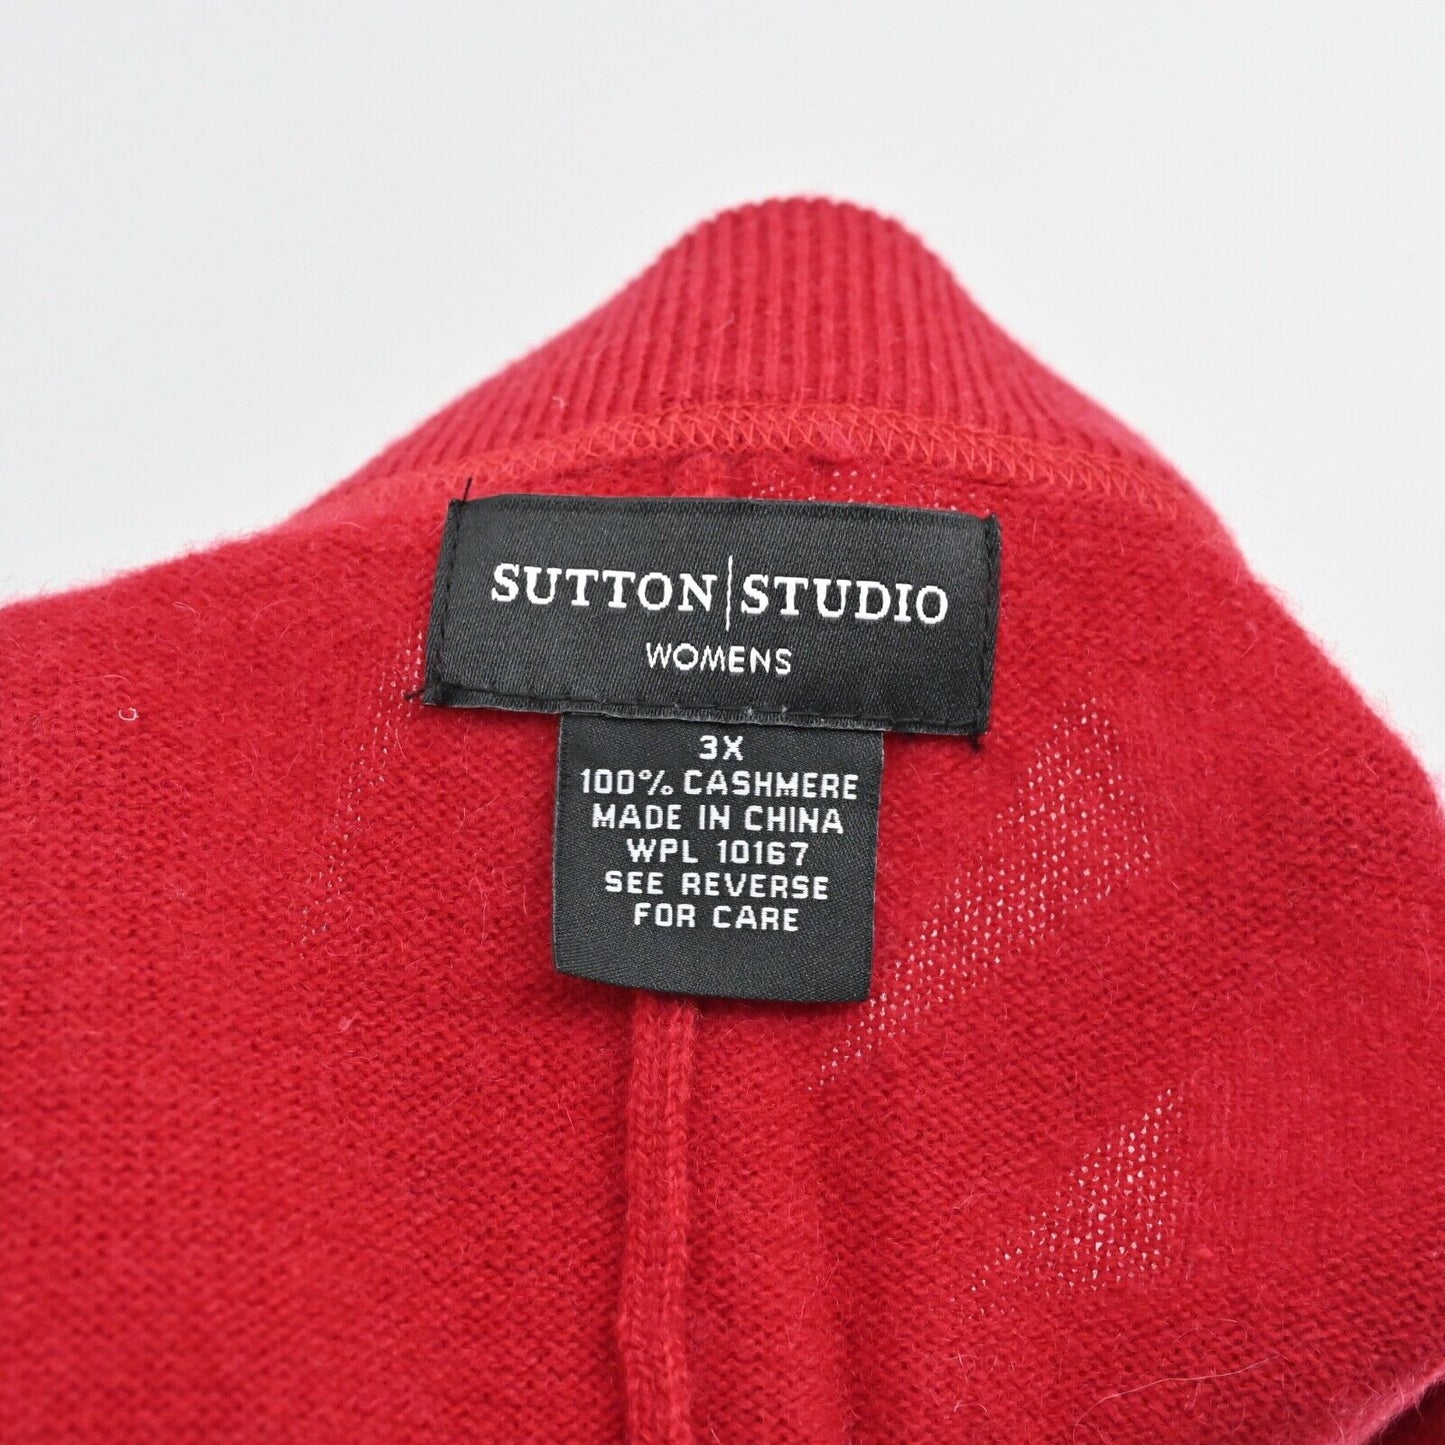 SUTTON|STUDIO
WOMENS
3X
100% CASHMERE
MADE IN CHINA
WPL 10167
SEE REVERSE
FOR CARE